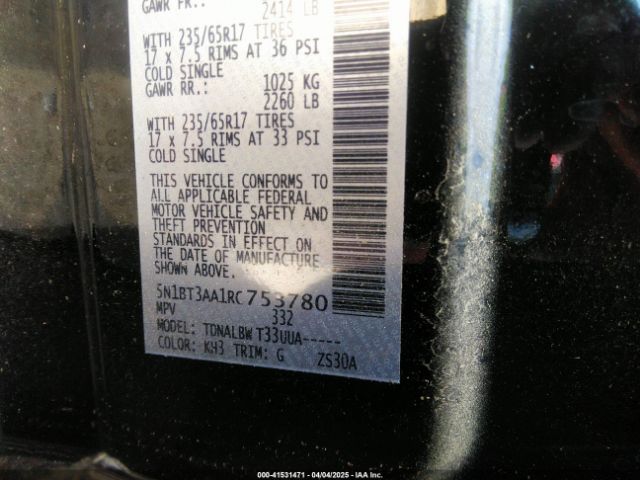 GAWR FR.:
2414 LB
WITH 235/65R17 TIRES
17 x 7.5 RIMS AT 36 PSI
COLD SINGLE
GAWR RR.: 1025 KG
2260 LB
WITH 235/65R17 TIRES
17 x 7.5 RIMS AT 33 PSI
COLD SINGLE
THIS VEHICLE CONFORMS TO
ALL APPLICABLE FEDERAL
MOTOR VEHICLE SAFETY AND
THEFT PREVENTION
STANDARDS IN EFFECT ON
THE DATE OF MANUFACTURE
SHOWN ABOVE.
5N1BT3AA1RC753780
MPV 332
MODEL: TDNALBW T33UUA-----
COLOR: KH3 TRIM: G ZS30A
000-41531471 - 04/04/2025 - IAA Inc.